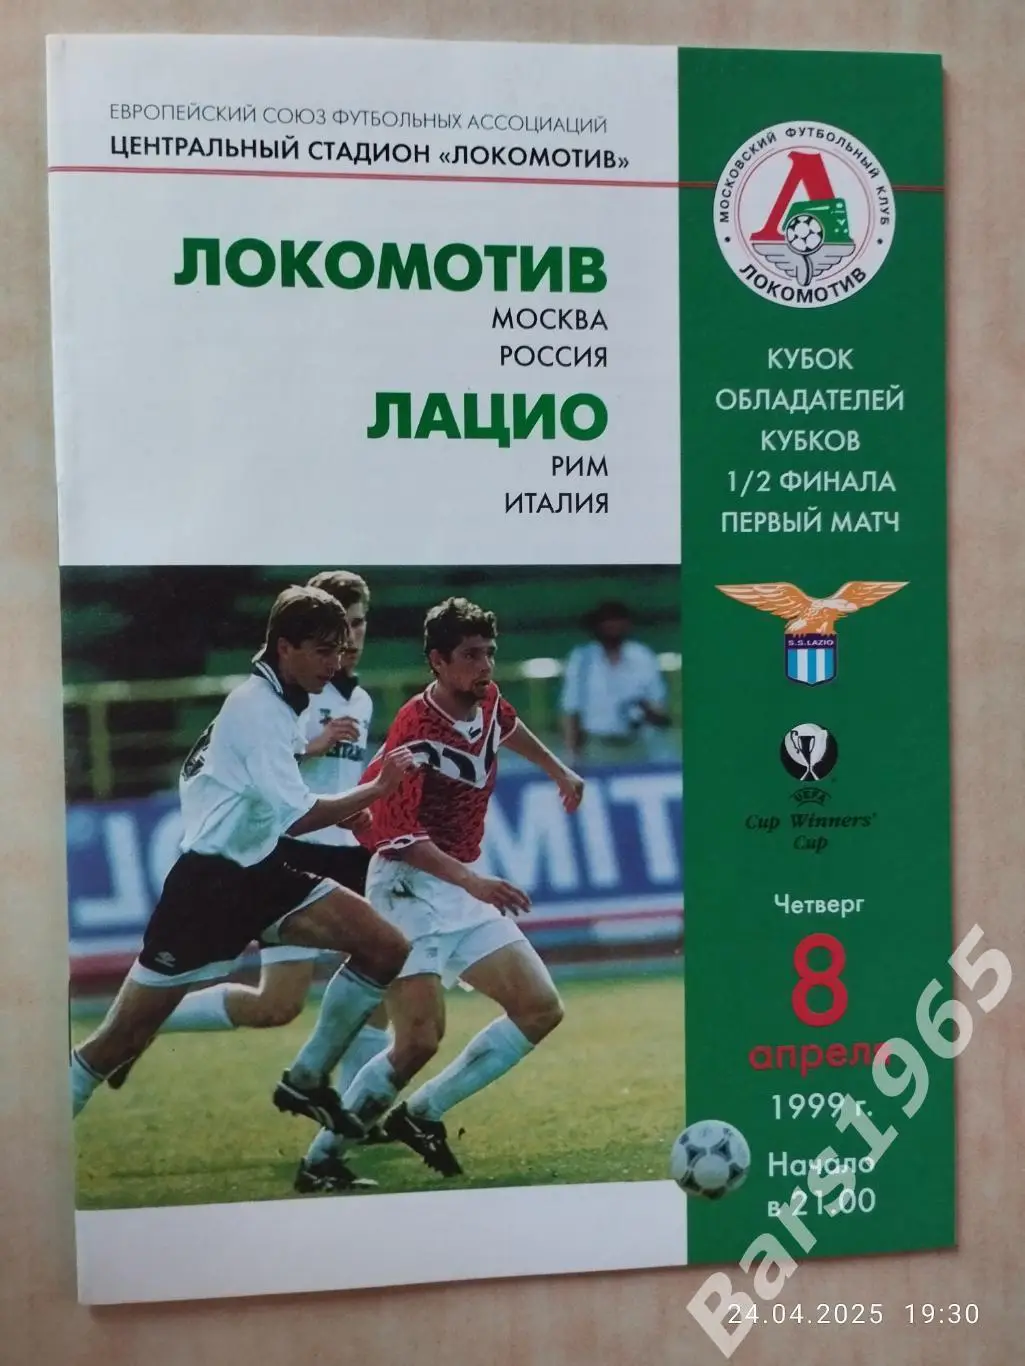 ЕВРОПЕЙСКИЙ СОЮЗ ФУТБОЛЬНЫХ АССОЦИАЦИЙ
ЦЕНТРАЛЬНЫЙ СТАДИОН «ЛОКОМОТИВ»
ЛОКОМОТИВ
МОСКВА
РОССИЯ
ЛАЦИО
РИМ
ИТАЛИЯ
МОСКОВСКИЙ ФУТБОЛЬНЫЙ КЛУБ
ЛОКОМОТИВ
КУБОК
ОБЛАДАТЕЛЕЙ
КУБКОВ
1/2 ФИНАЛА
ПЕРВЫЙ МАТЧ
S.S.LAZIO
UEFA
Cup Winners'
Cup
Четверг
8
апреля
1999 г.
Начало
в 21.00
Bars1965
24.04.2025 19:30